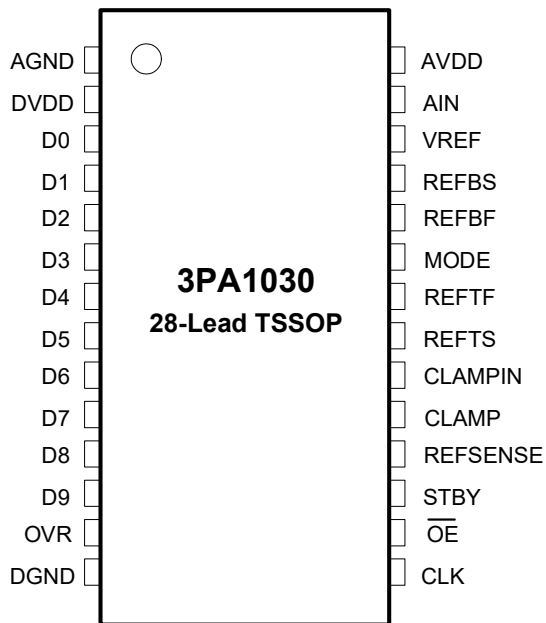 AGND
DVDD
D0
D1
D2
D3
D4
D5
D6
D7
D8
D9
OVR
DGND
3PA1030
28-Lead TSSOP
AVDD
AIN
VREF
REFBS
REFBF
MODE
REFTF
REFTS
CLAMPIN
CLAMP
REFSENSE
STBY
O̅E̅
CLK